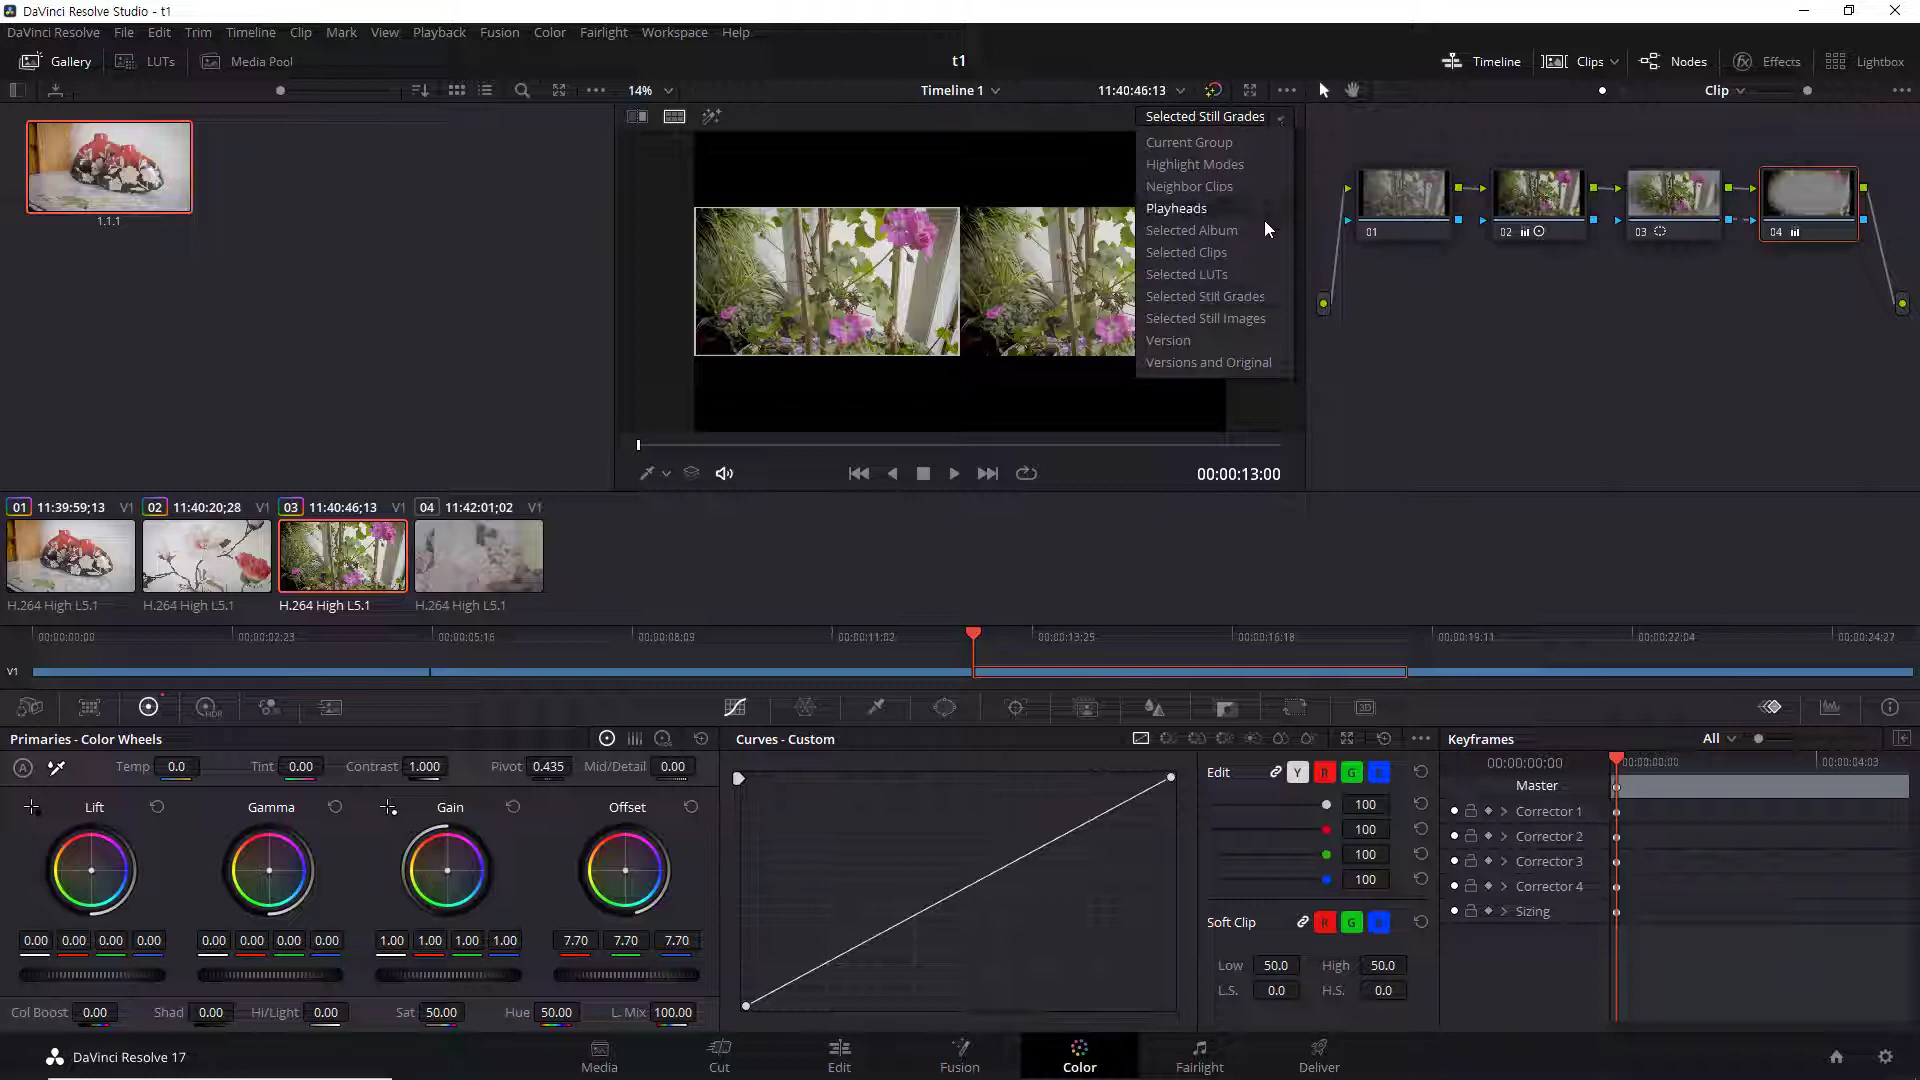 DaVinci Resolve Studio - t1
DaVinci Resolve File Edit Trim Timeline Clip Mark View Playback Fusion Color Fairlight Workspace Help
Gallery LUTs Media Pool t1 Timeline Clips Nodes fx Effects Lightbox
14% Timeline 1 11:40:46:13 Clip
Selected Still Grades
Current Group
Highlight Modes
Neighbor Clips
Playheads
Selected Album
Selected Clips
Selected LUTs
Selected Still Grades
Selected Still Images
Version
Versions and Original
1.1.1
01 02 03 04
00:00:13:00
01 11:39:59;13 V1 02 11:40:20;28 V1 03 11:40:46;13 V1 04 11:42:01;02 V1
H.264 High L5.1 H.264 High L5.1 H.264 High L5.1 H.264 High L5.1
00:00:00:00 00:00:02:23 00:00:05:16 00:00:08:09 00:00:11:02 00:00:13:25 00:00:16:18 00:00:19:11 00:00:22:04 00:00:24:27
V1
HDR 3D
Primaries - Color Wheels
A Temp 0.0 Tint 0.00 Contrast 1.000 Pivot 0.435 Mid/Detail 0.00
Lift Gamma Gain Offset
0.00 0.00 0.00 0.00 0.00 0.00 0.00 0.00 1.00 1.00 1.00 1.00 7.70 7.70 7.70
Col Boost 0.00 Shad 0.00 Hi/Light 0.00 Sat 50.00 Hue 50.00 L. Mix 100.00
Curves - Custom
Edit Y R G B
100
100
100
100
Soft Clip R G B
Low 50.0 High 50.0
L.S. 0.0 H.S. 0.0
Keyframes All
00:00:00:00 00:00:00:00 00:00:04:03
Master
Corrector 1
Corrector 2
Corrector 3
Corrector 4
Sizing
DaVinci Resolve 17 Media Cut Edit Fusion Color Fairlight Deliver